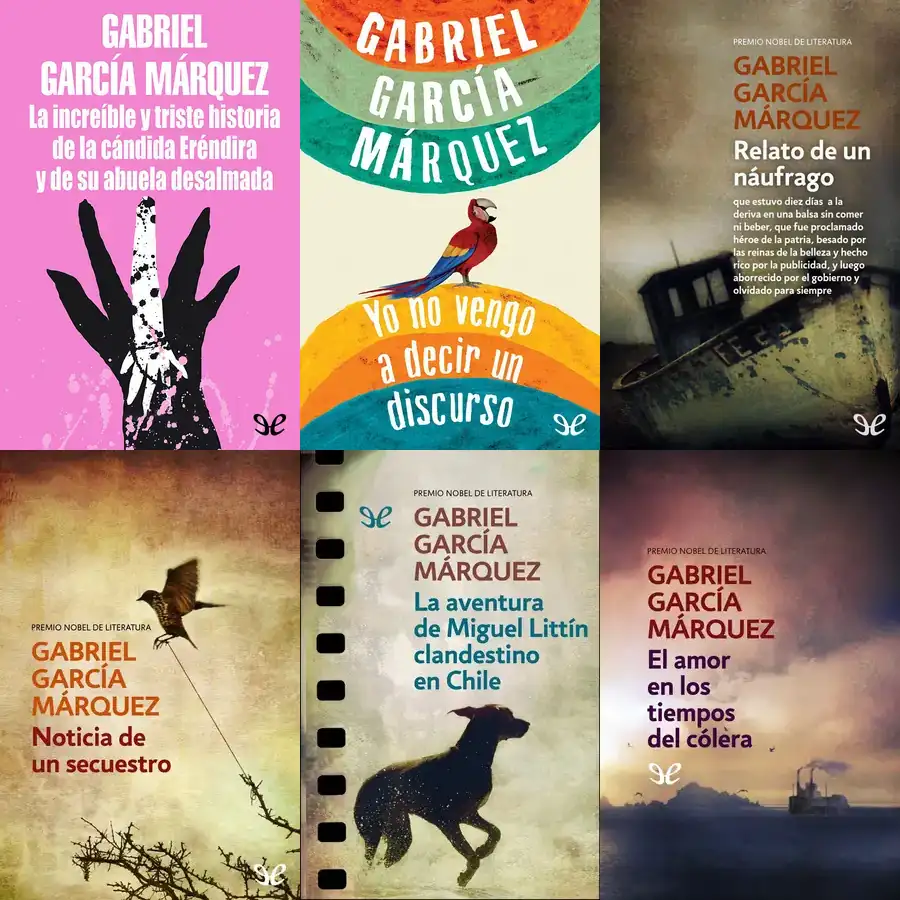 GABRIEL
GARCÍA MÁRQUEZ
La increíble y triste historia
de la cándida Eréndira
y de su abuela desalmada
GABRIEL
GARCÍA
MÁRQUEZ
Yo no vengo
a decir un
discurso
PREMIO NOBEL DE LITERATURA
GABRIEL
GARCÍA
MÁRQUEZ
Relato de un
náufrago
que estuvo diez días a la
deriva en una balsa sin comer
ni beber, que fue proclamado
héroe de la patria, besado por
las reinas de la belleza y hecho
rico por la publicidad, y luego
aborrecido por el gobierno y
olvidado para siempre
PREMIO NOBEL DE LITERATURA
GABRIEL
GARCÍA
MÁRQUEZ
Noticia de
un secuestro
PREMIO NOBEL DE LITERATURA
GABRIEL
GARCÍA
MÁRQUEZ
La aventura
de Miguel Littín
clandestino
en Chile
PREMIO NOBEL DE LITERATURA
GABRIEL
GARCÍA
MÁRQUEZ
El amor
en los
tiempos
del cólera